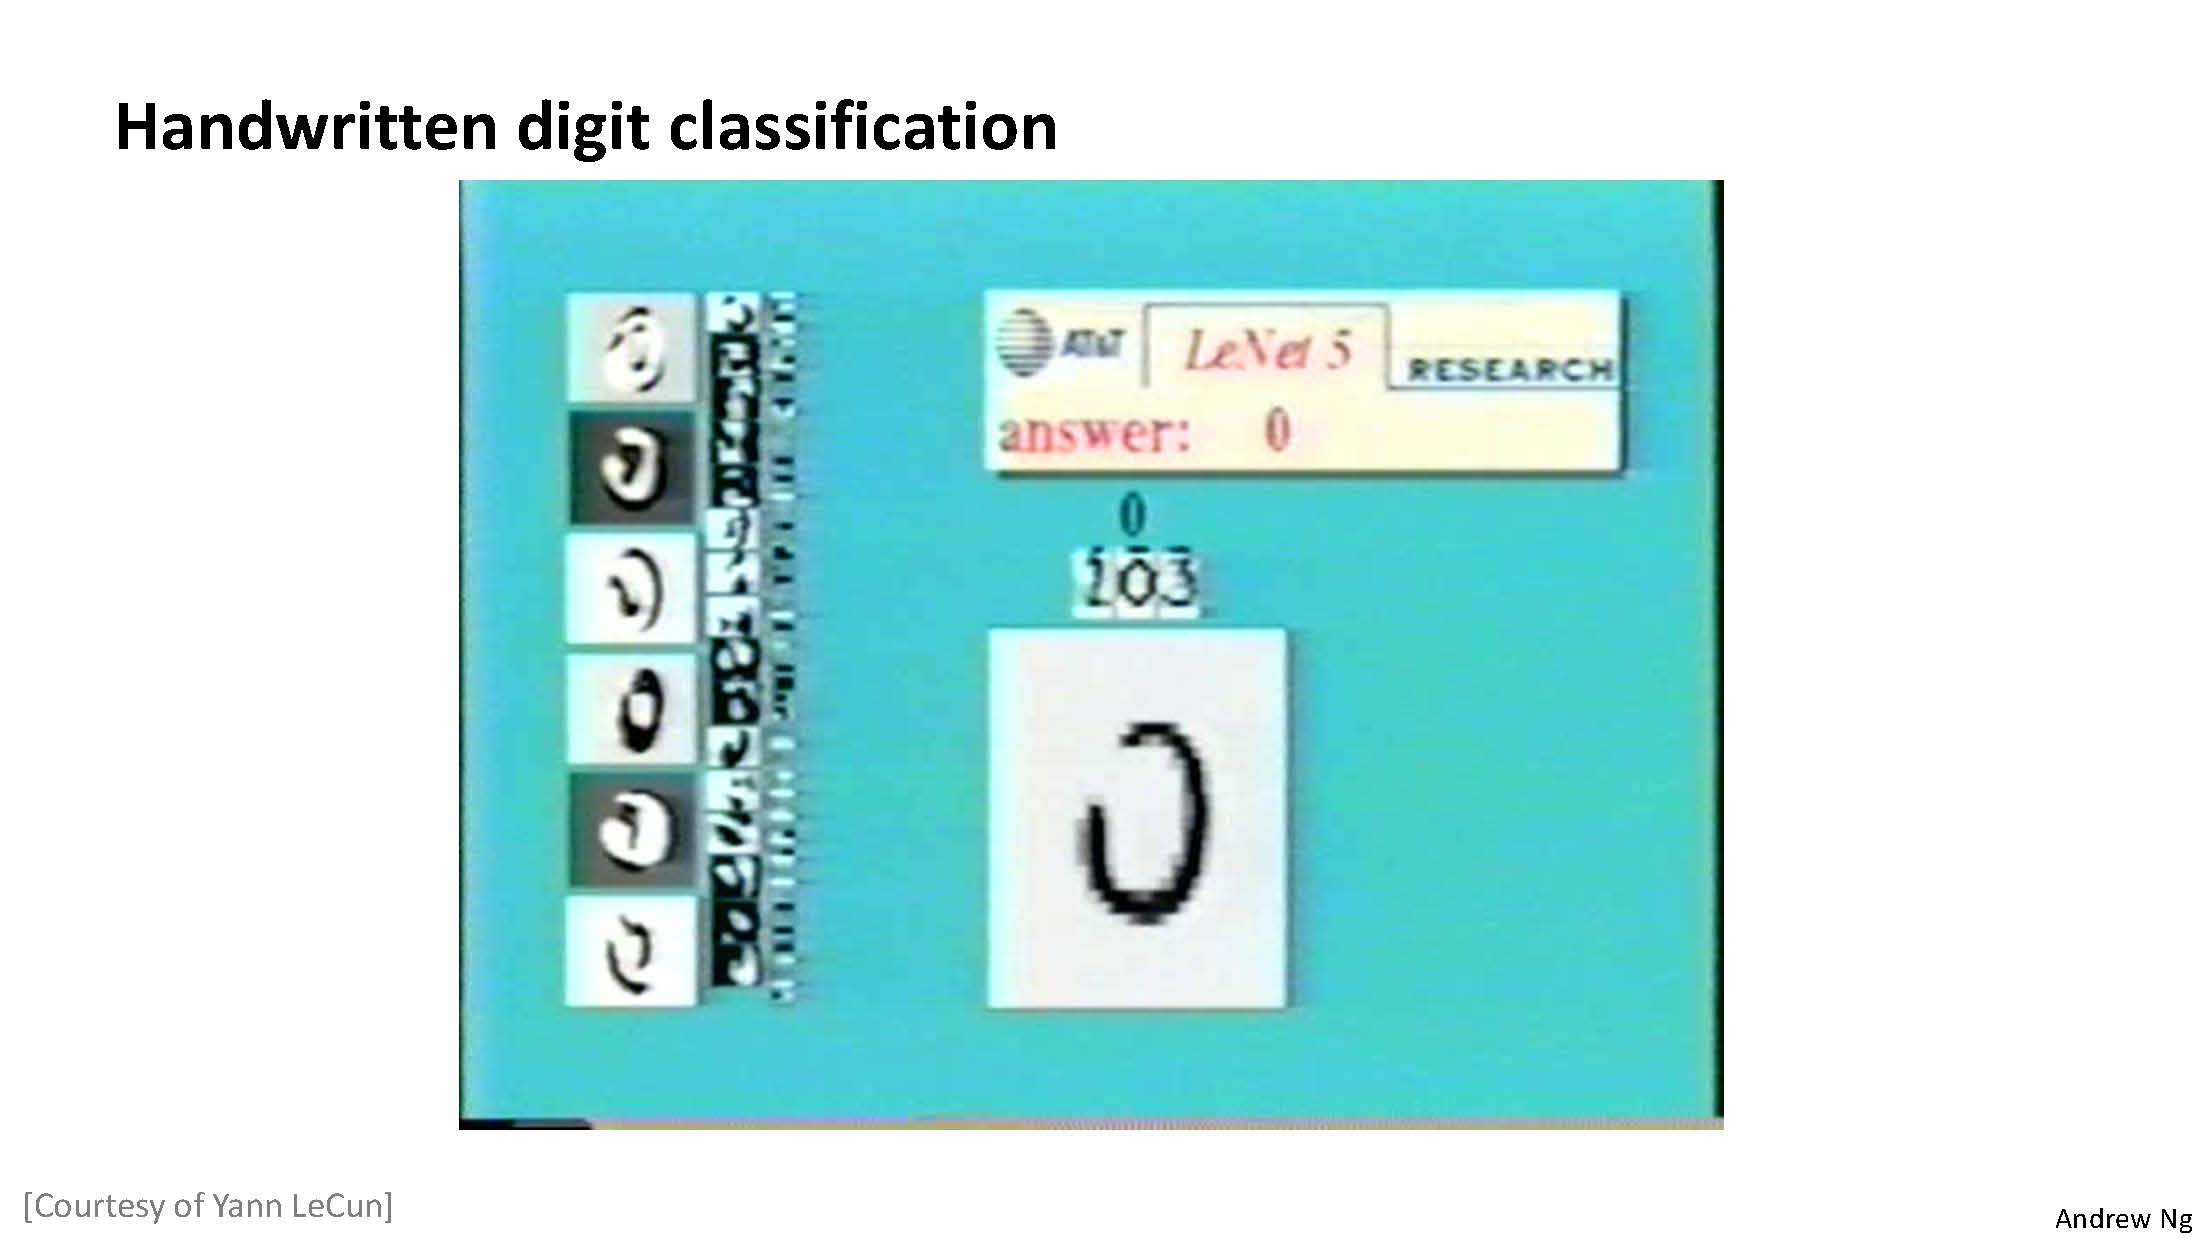 Handwritten digit classification
AT&T
LeNet 5
RESEARCH
answer: 0
0
103
[Courtesy of Yann LeCun]
Andrew Ng